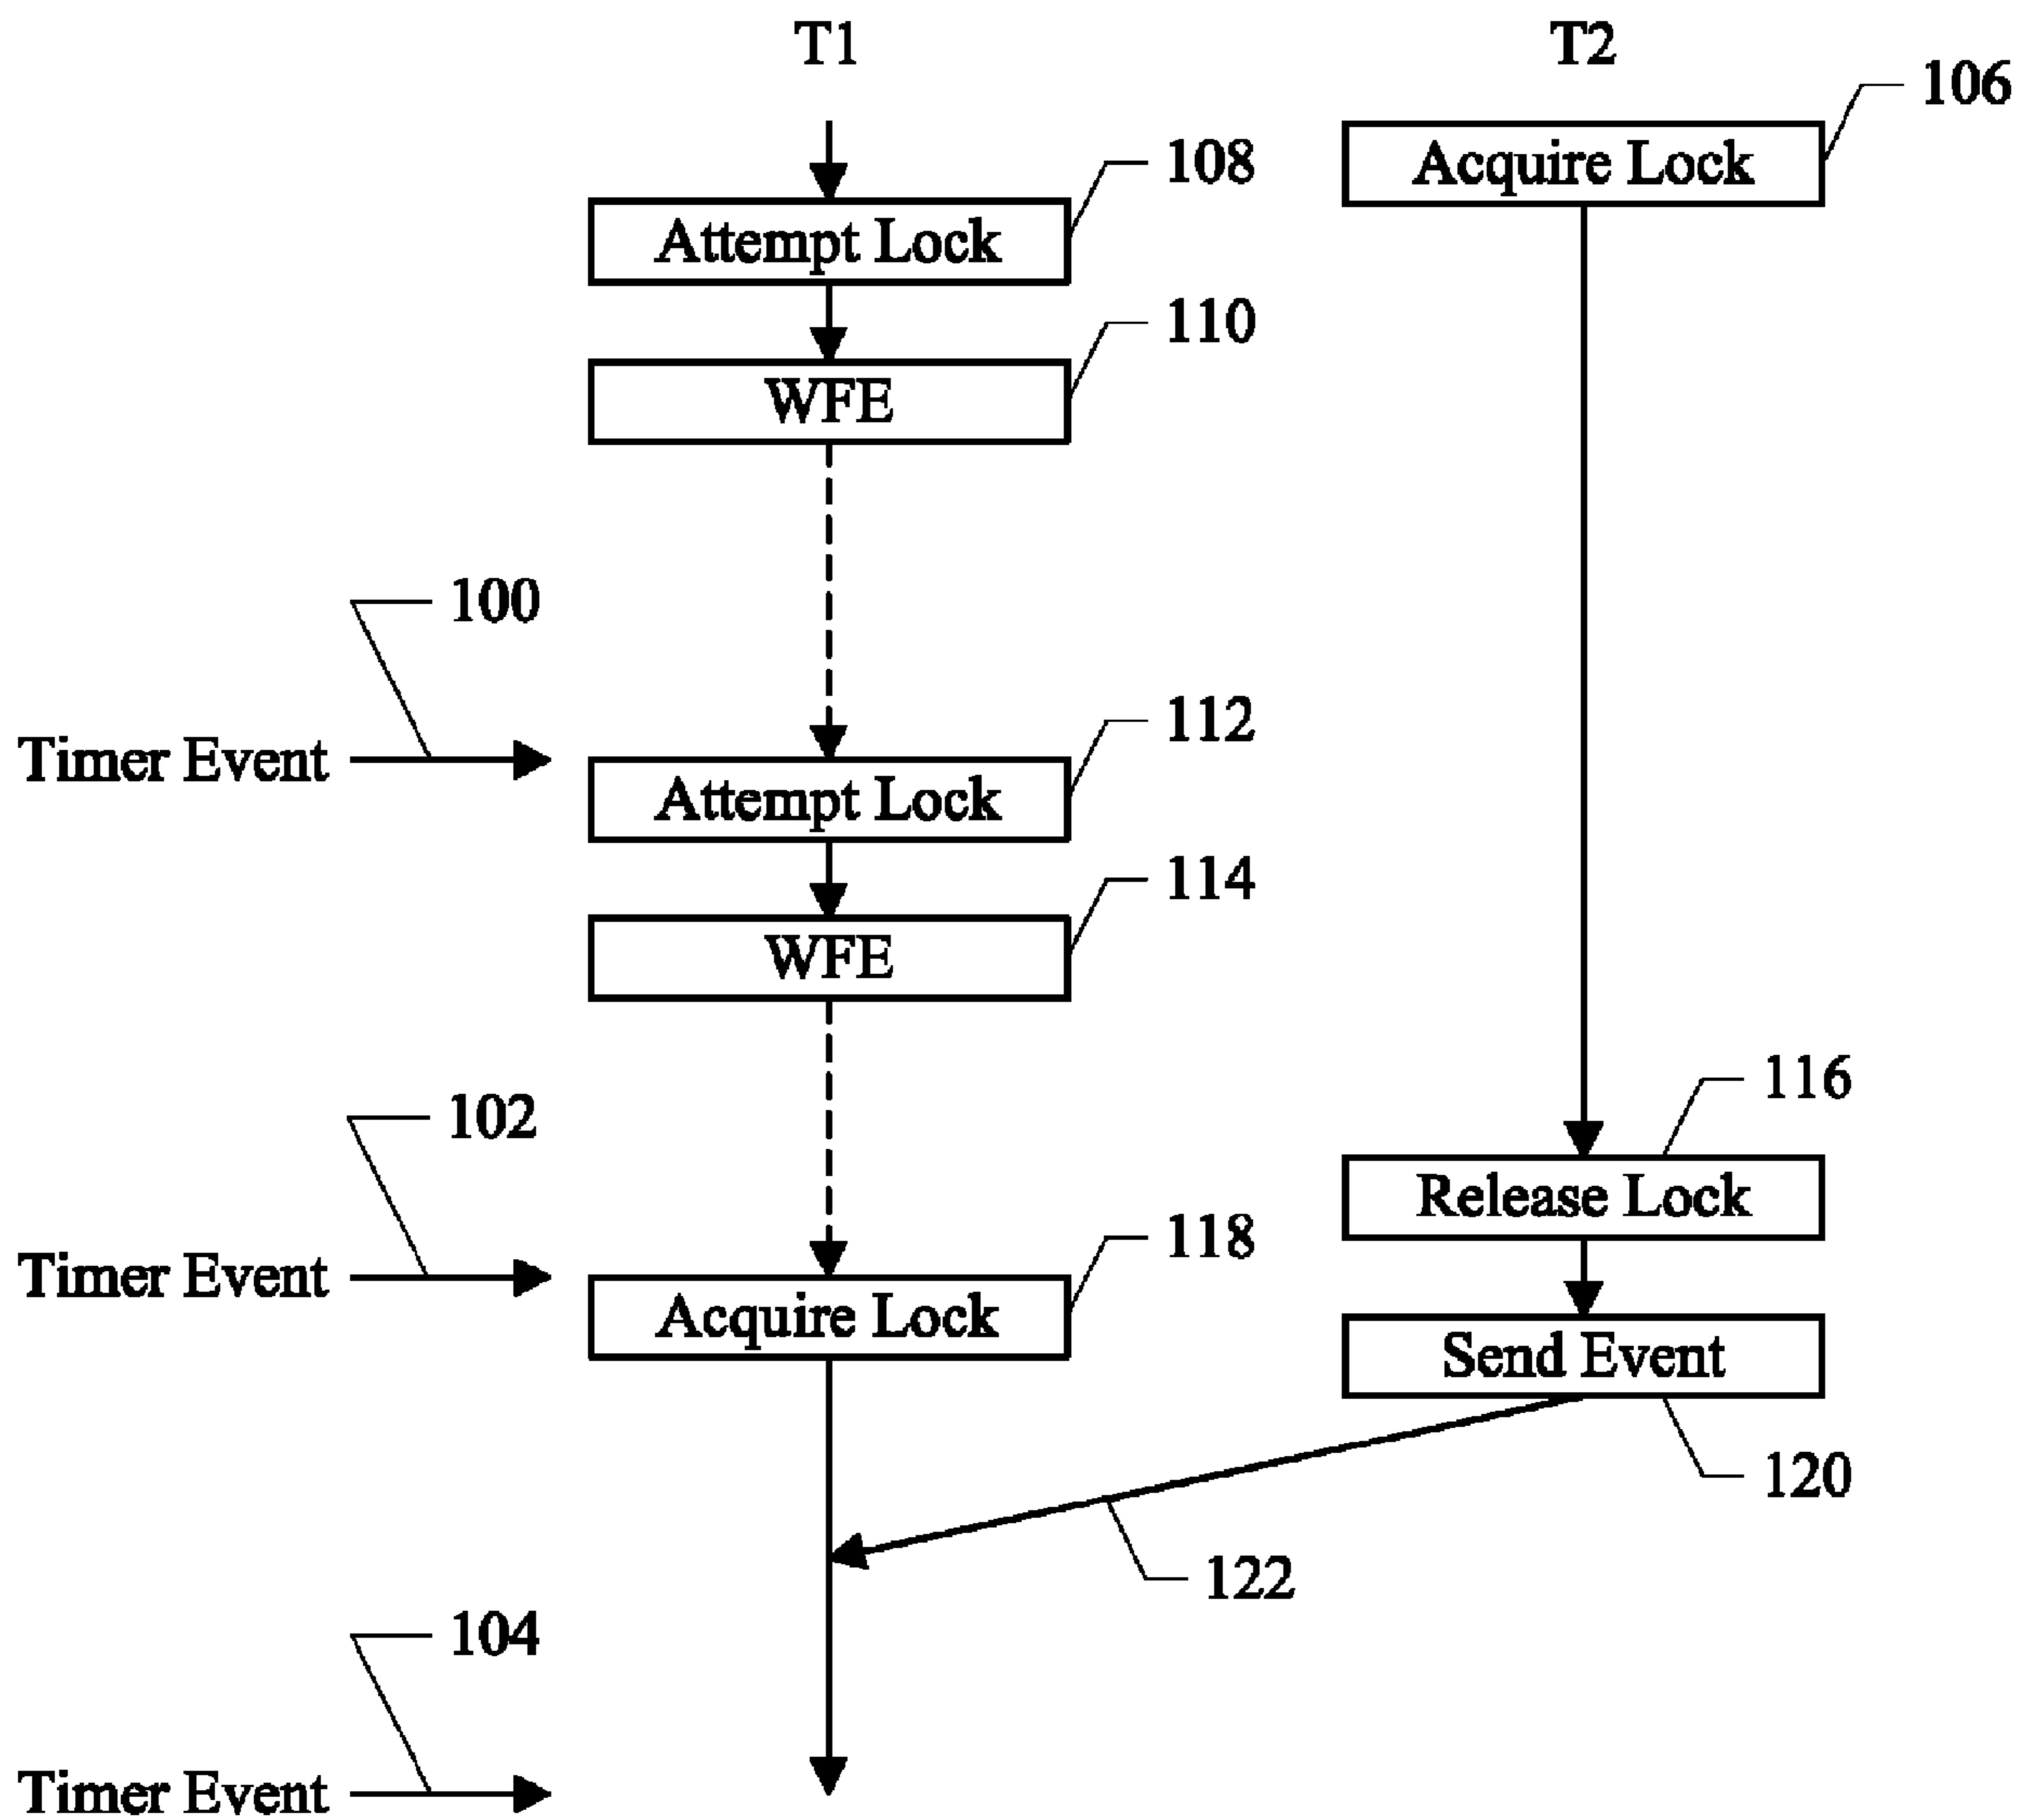 T1
T2
106
Acquire Lock
108
Attempt Lock
110
WFE
100
Timer Event
112
Attempt Lock
114
WFE
102
116
Release Lock
118
Timer Event
Acquire Lock
Send Event
120
122
104
Timer Event